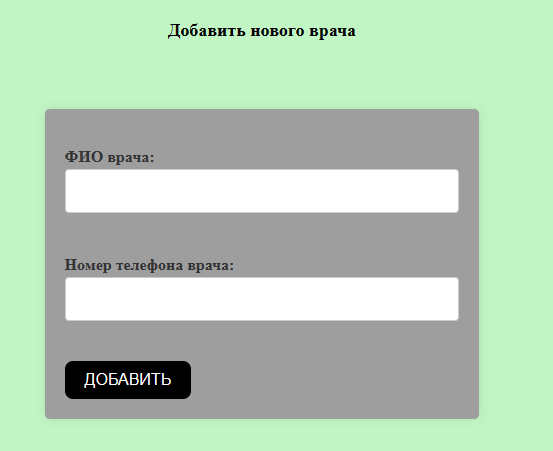 Добавить нового врача
ФИО врача:
Номер телефона врача:
ДОБАВИТЬ